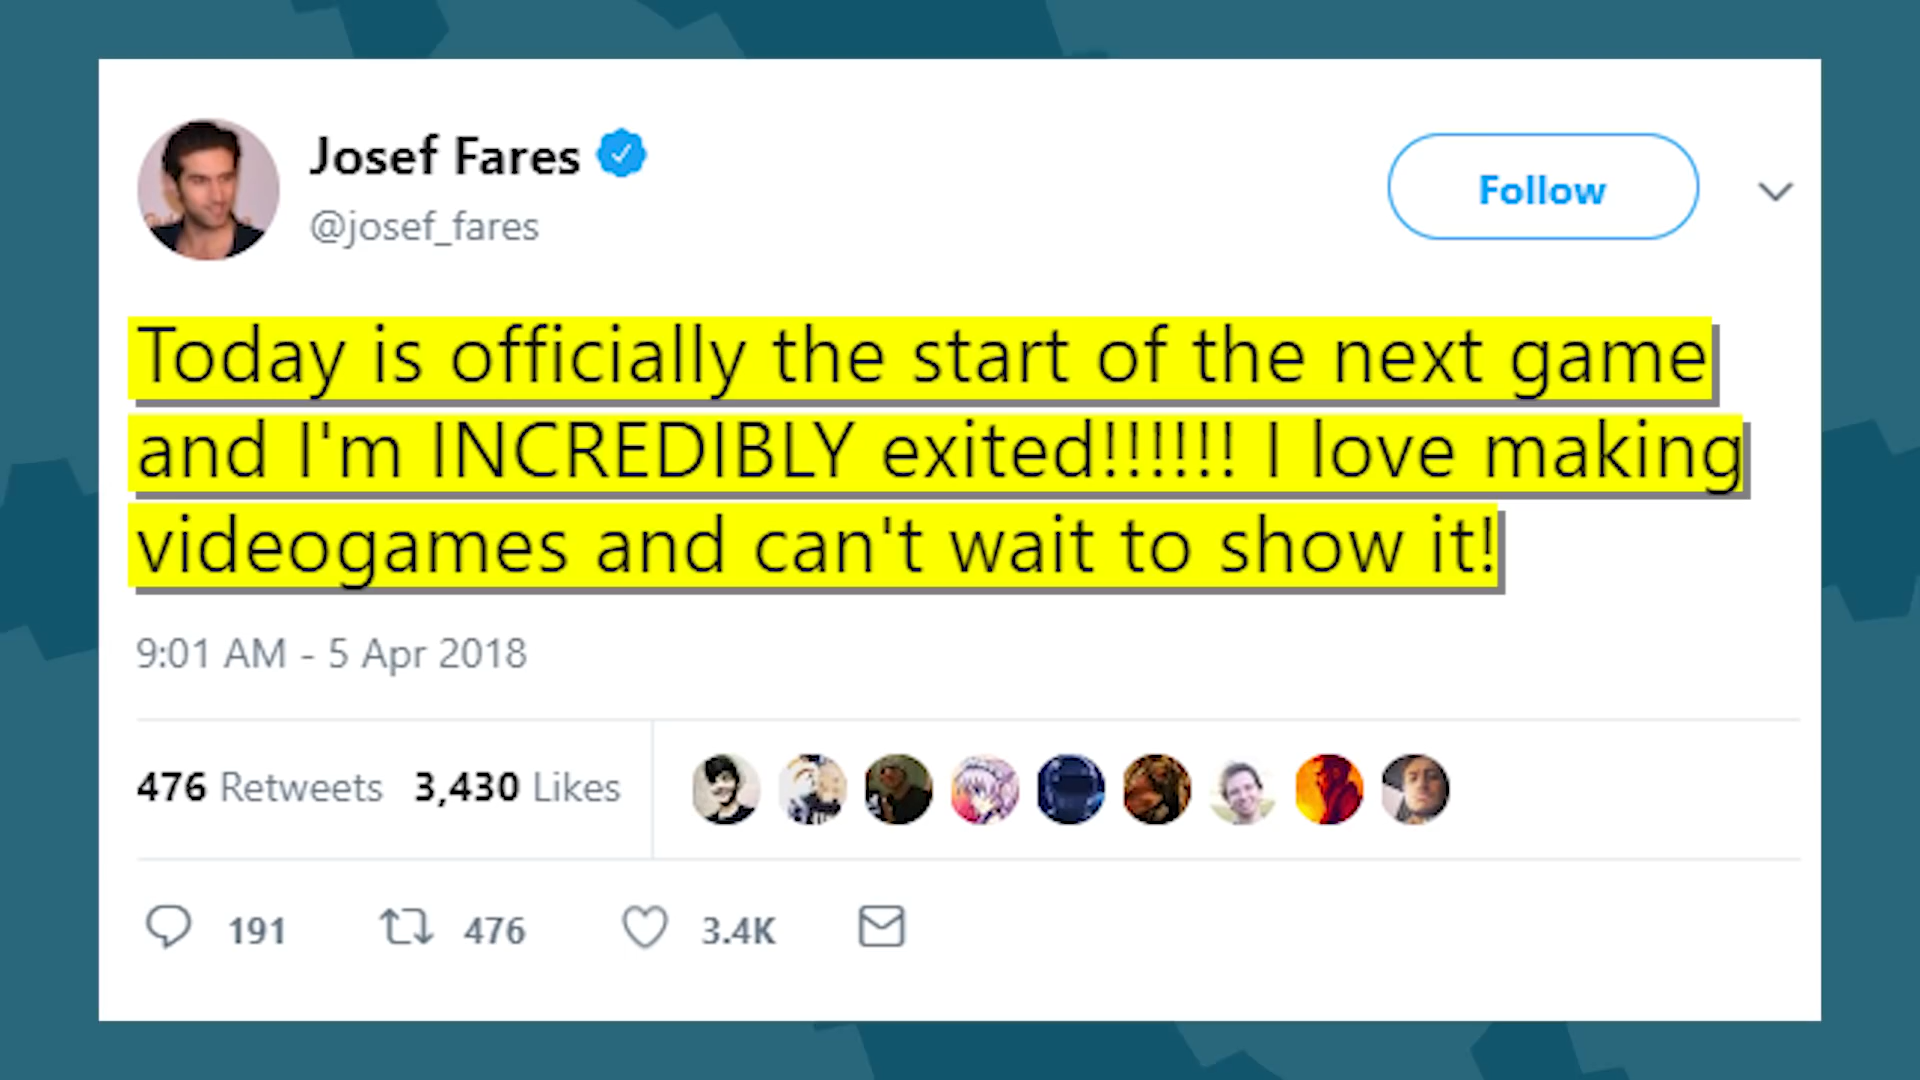 Josef Fares
@josef_fares
Follow
Today is officially the start of the next game
and I'm INCREDIBLY exited!!!!!! I love making
videogames and can't wait to show it!
9:01 AM - 5 Apr 2018
476 Retweets 3,430 Likes
191 476 3.4K